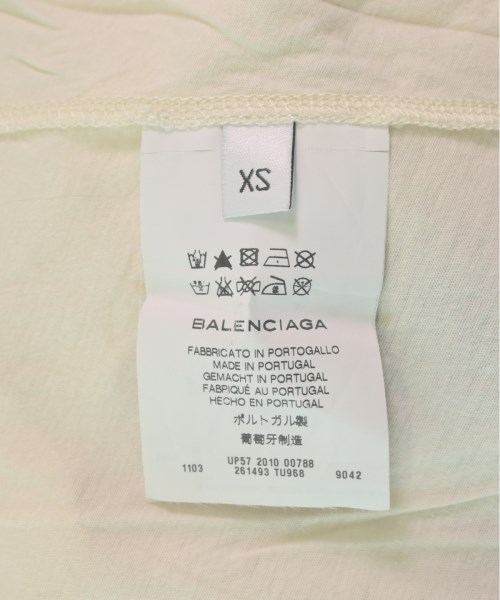 XS
BALENCIAGA
FABBRICATO IN PORTOGALLO
MADE IN PORTUGAL
GEMACHT IN PORTUGAL
FABRIQUÉ AU PORTUGAL
HECHO EN PORTUGAL
ポルトガル製
葡萄牙制造
UP57 2010 00788
1103 261493 TU968 9042